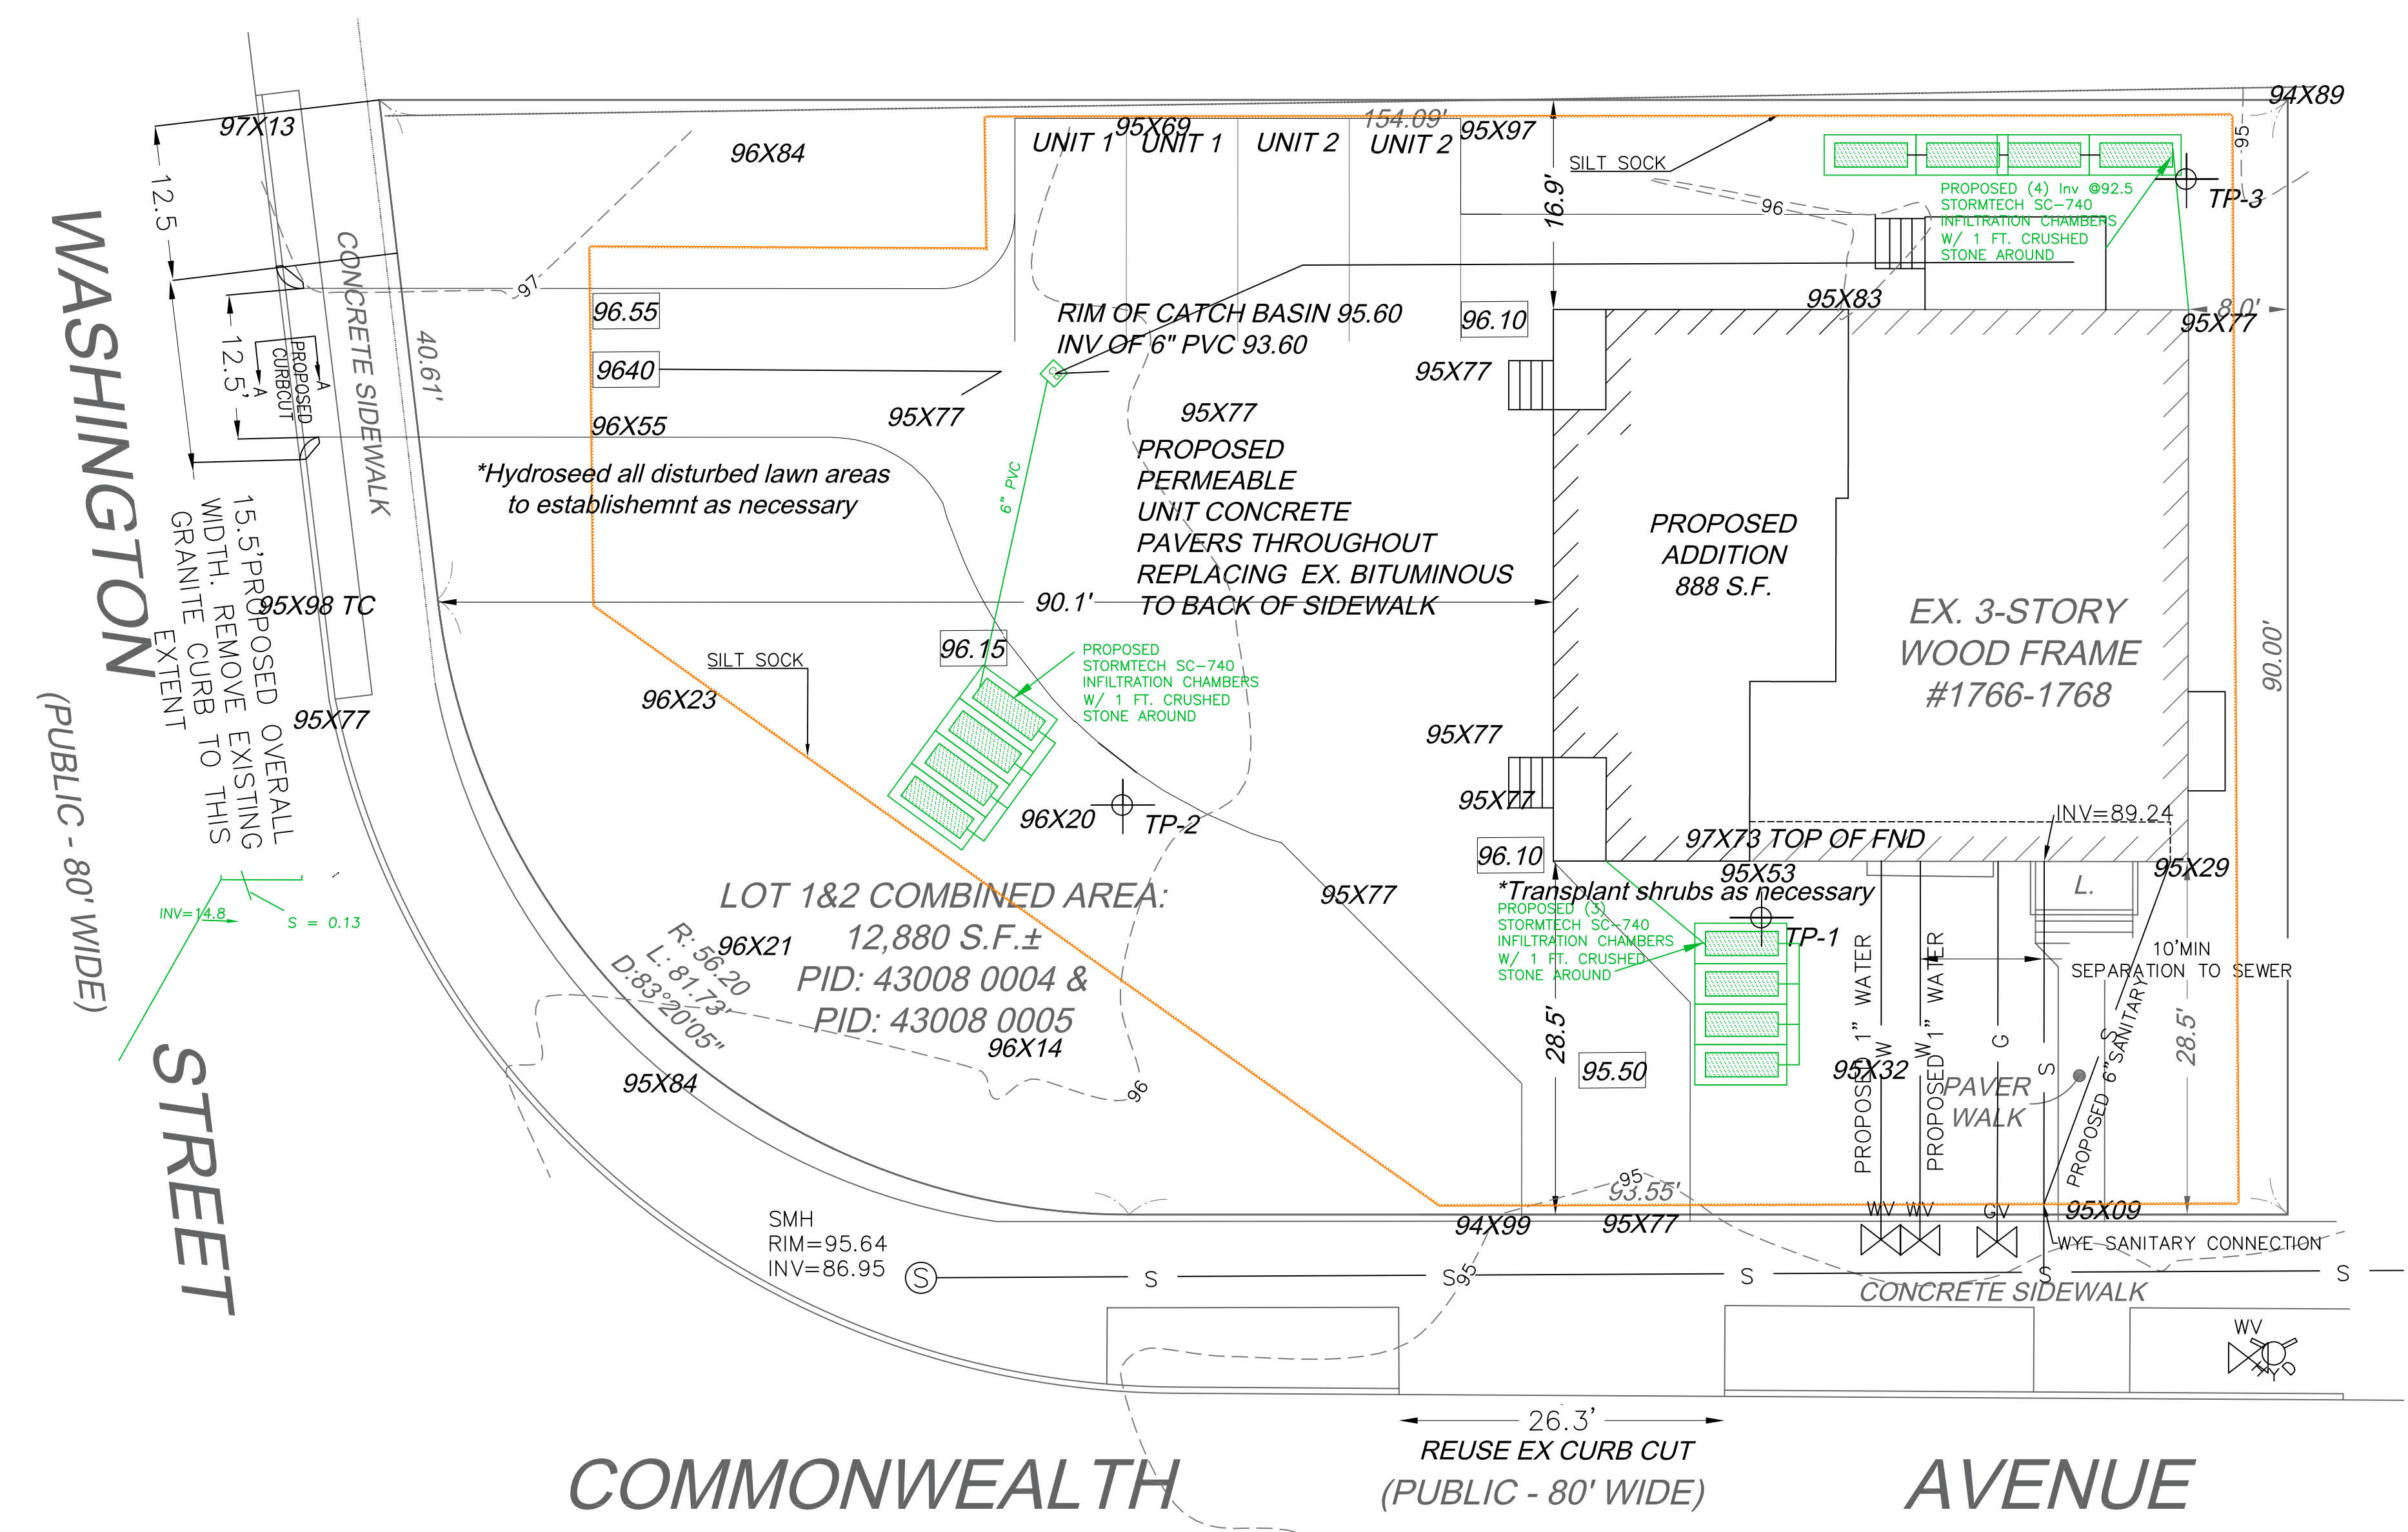 94X89
97X13
95X69
154.09'
95X97
UNIT 1
UNIT 1
UNIT 2
UNIT 2
96X84
95
SILT SOCK
12.5'
16.9'
96
PROPOSED (4) Inv @92.5
STORMTECH SC-740
INFILTRATION CHAMBERS
W/ 1 FT. CRUSHED
STONE AROUND
TP-3
97
96.55
RIM OF CATCH BASIN 95.60
INV OF 6" PVC 93.60
96.10
95X83
8.0'
95X77
WASHINGTON
STREET
(PUBLIC - 80' WIDE)
CONCRETE SIDEWALK
40.61'
12.5'
PROPOSED
CURBCUT
A
A
9640
CB
95X77
95X77
95X77
96X55
*Hydroseed all disturbed lawn areas
to establishemnt as necessary
6" PVC
PROPOSED
PERMEABLE
UNIT CONCRETE
PAVERS THROUGHOUT
REPLACING EX. BITUMINOUS
TO BACK OF SIDEWALK
PROPOSED
ADDITION
888 S.F.
EX. 3-STORY
WOOD FRAME
#1766-1768
90.00'
15.5'PROPOSED OVERALL
WIDTH. REMOVE EXISTING
GRANITE CURB TO THIS
EXTENT
95X98 TC
90.1'
96.15
SILT SOCK
PROPOSED
STORMTECH SC-740
INFILTRATION CHAMBERS
W/ 1 FT. CRUSHED
STONE AROUND
96X23
95X77
95X77
95X77
96X20
TP-2
INV=89.24
97X73 TOP OF FND
96.10
95X53
95X29
*Transplant shrubs as necessary
L.
PROPOSED (3)
STORMTECH SC-740
INFILTRATION CHAMBERS
W/ 1 FT. CRUSHED
STONE AROUND
TP-1
95X77
INV=14.8
S = 0.13
LOT 1&2 COMBINED AREA:
12,880 S.F.±
PID: 43008 0004 &
PID: 43008 0005
96X21
R: 56.20
L: 81.73'
D:83°20'05"
96X14
95X84
96
10'MIN
SEPARATION TO SEWER
PROPOSED 1" WATER
W
W
PROPOSED 1" WATER
G
S
S
PROPOSED 6"SANITARY
28.5'
28.5'
95.50
95X32
PAVER
WALK
95
93.55'
94X99
95X77
WV
WV
GV
95X09
WYE SANITARY CONNECTION
SMH
RIM=95.64
INV=86.95
S
S
S
95
S
S
S
CONCRETE SIDEWALK
WV
HYD
26.3'
REUSE EX CURB CUT
(PUBLIC - 80' WIDE)
COMMONWEALTH
AVENUE